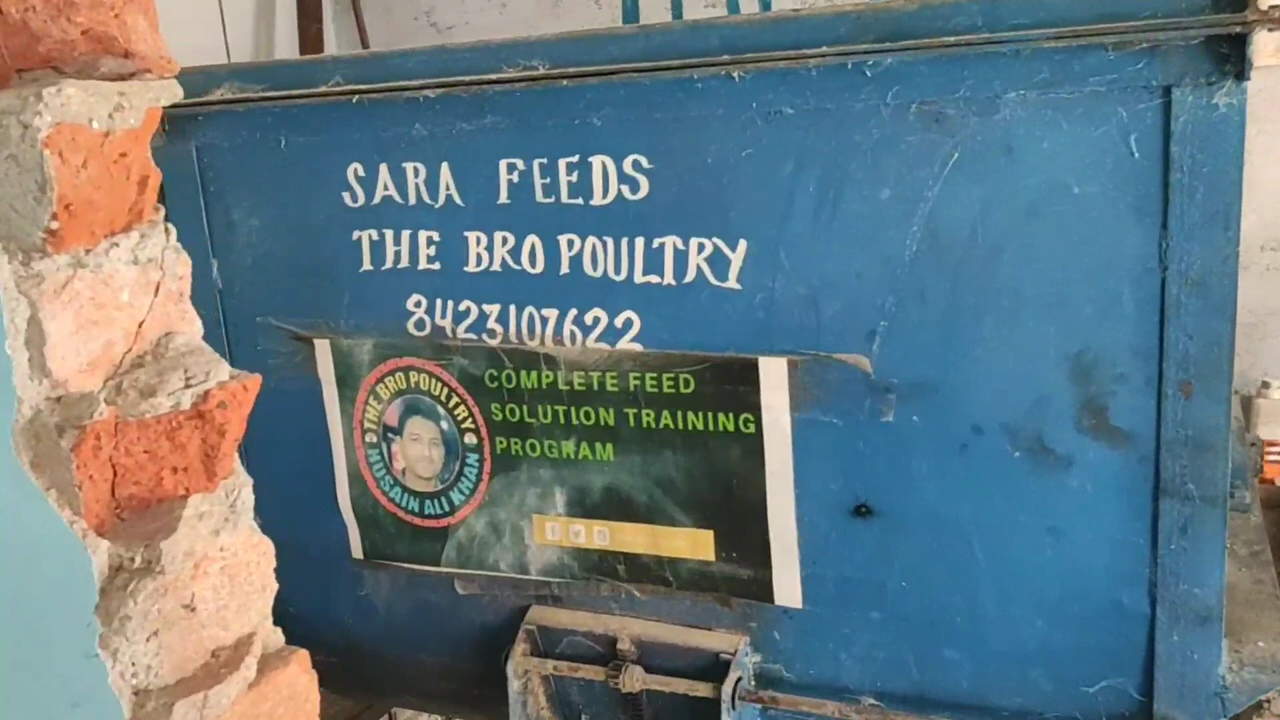 SARA FEEDS
THE BRO POULTRY
8423107622
THE BRO POULTRY
HUSAIN ALI KHAN
COMPLETE FEED
SOLUTION TRAINING
PROGRAM